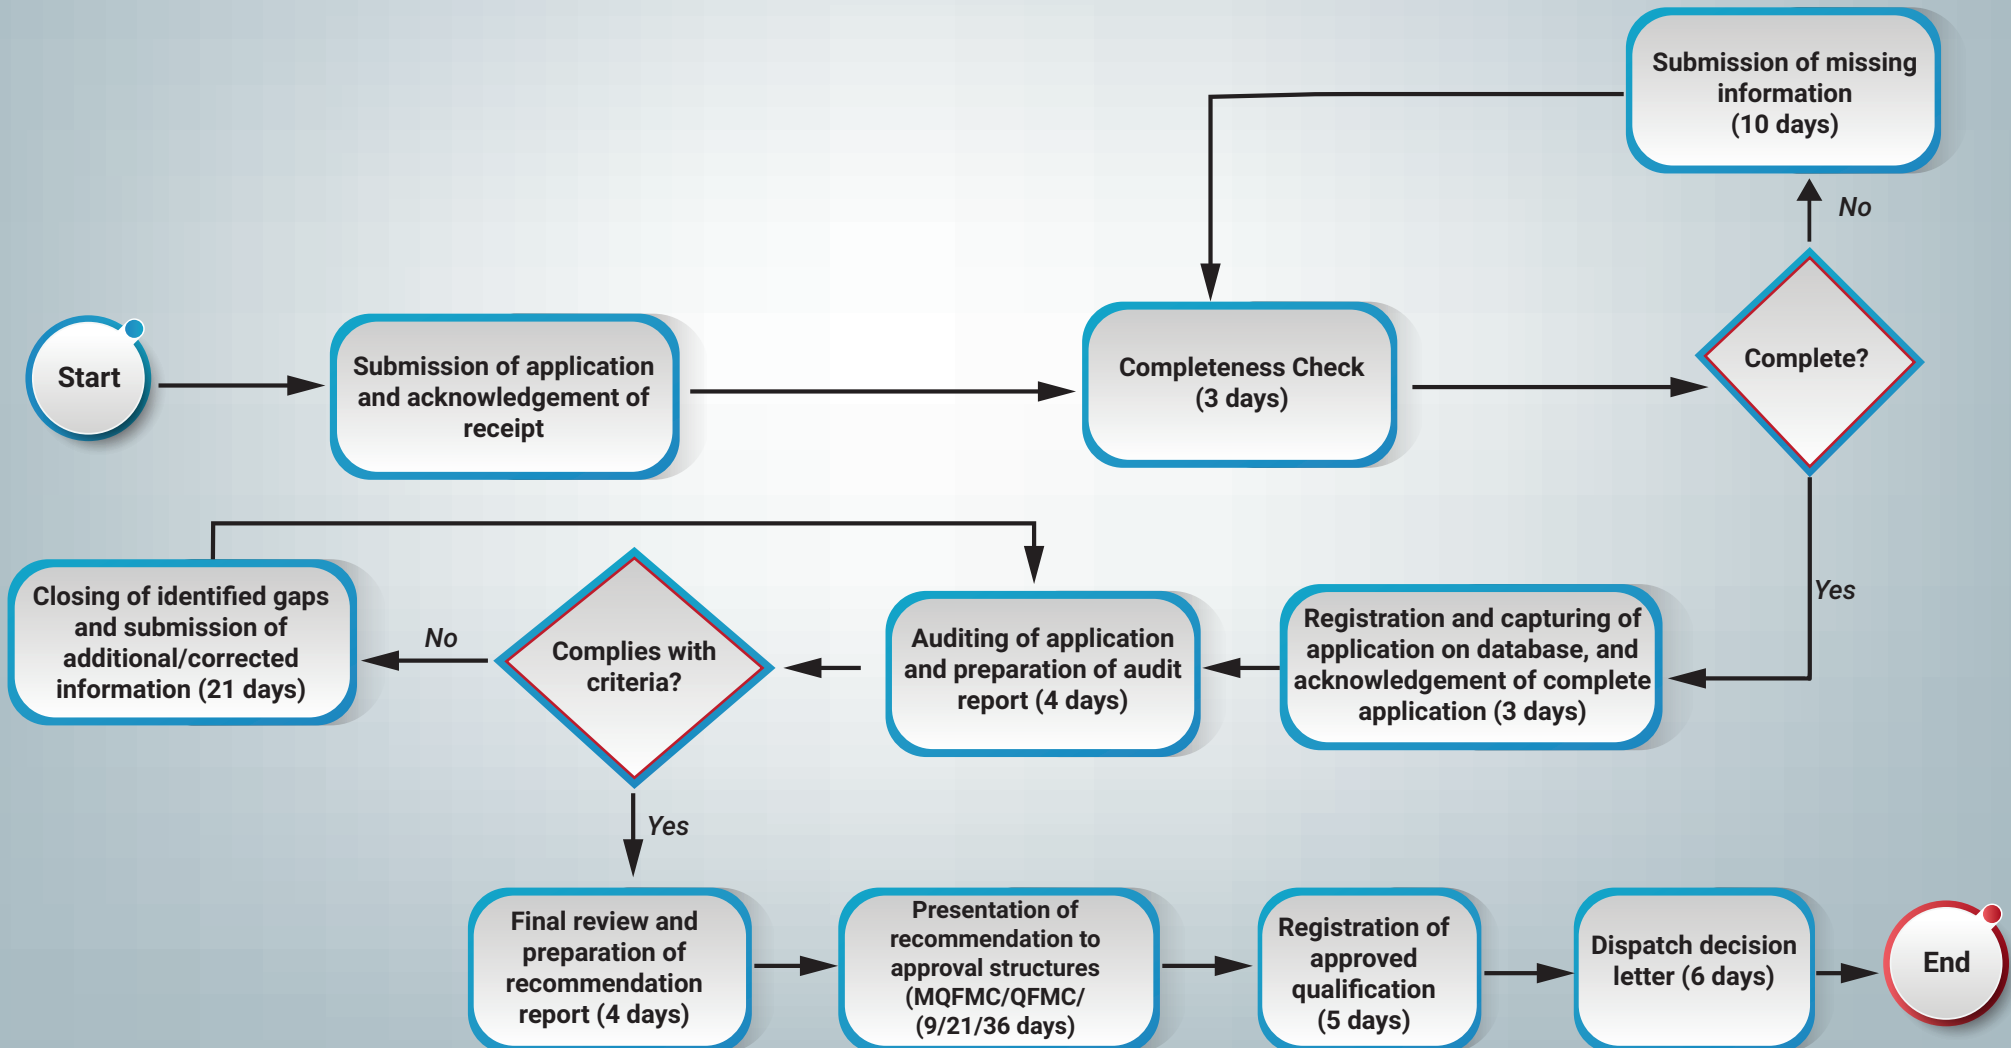 Submission of missing
information
(10 days)
No
Start
Submission of application
and acknowledgement of
receipt
Completeness Check
(3 days)
Complete?
Yes
Closing of identified gaps
and submission of
additional/corrected
information (21 days)
No
Complies with
criteria?
Auditing of application
and preparation of audit
report (4 days)
Registration and capturing of
application on database, and
acknowledgement of complete
application (3 days)
Yes
Final review and
preparation of
recommendation
report (4 days)
Presentation of
recommendation to
approval structures
(MQFMC/QFMC/
(9/21/36 days)
Registration of
approved
qualification
(5 days)
Dispatch decision
letter (6 days)
End